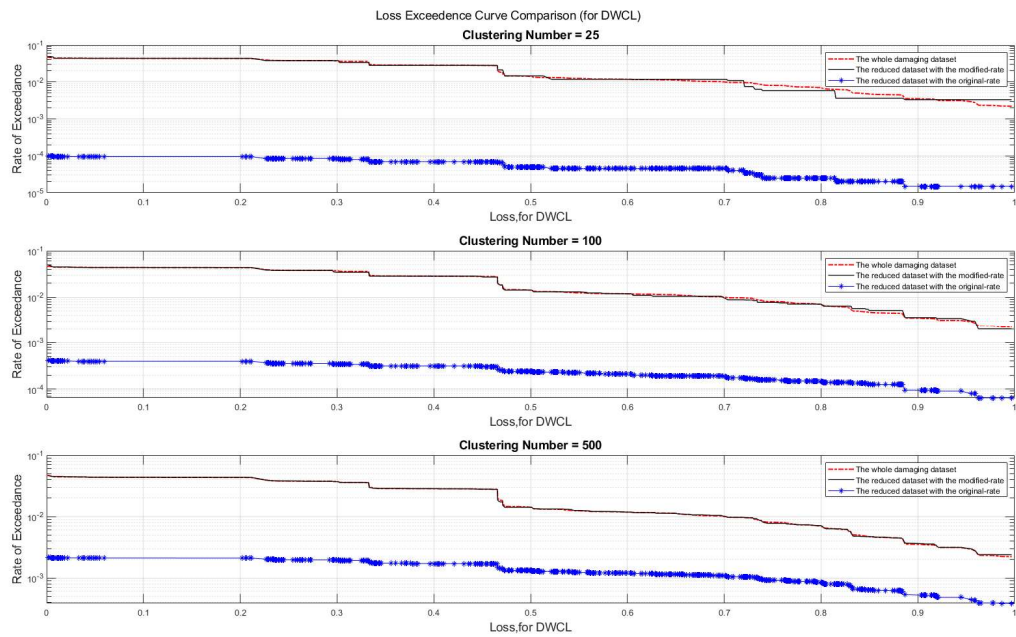 Loss Exceedence Curve Comparison (for DWCL)
Clustering Number = 25
The whole damaging dataset
The reduced dataset with the modified-rate
The reduced dataset with the original-rate
Rate of Exceedance
10^-1
10^-2
10^-3
10^-4
10^-5
0 0.1 0.2 0.3 0.4 0.5 0.6 0.7 0.8 0.9 1
Loss,for DWCL
Clustering Number = 100
The whole damaging dataset
The reduced dataset with the modified-rate
The reduced dataset with the original-rate
Rate of Exceedance
10^-1
10^-2
10^-3
10^-4
0 0.1 0.2 0.3 0.4 0.5 0.6 0.7 0.8 0.9 1
Loss,for DWCL
Clustering Number = 500
The whole damaging dataset
The reduced dataset with the modified-rate
The reduced dataset with the original-rate
Rate of Exceedance
10^-1
10^-2
10^-3
0 0.1 0.2 0.3 0.4 0.5 0.6 0.7 0.8 0.9 1
Loss,for DWCL